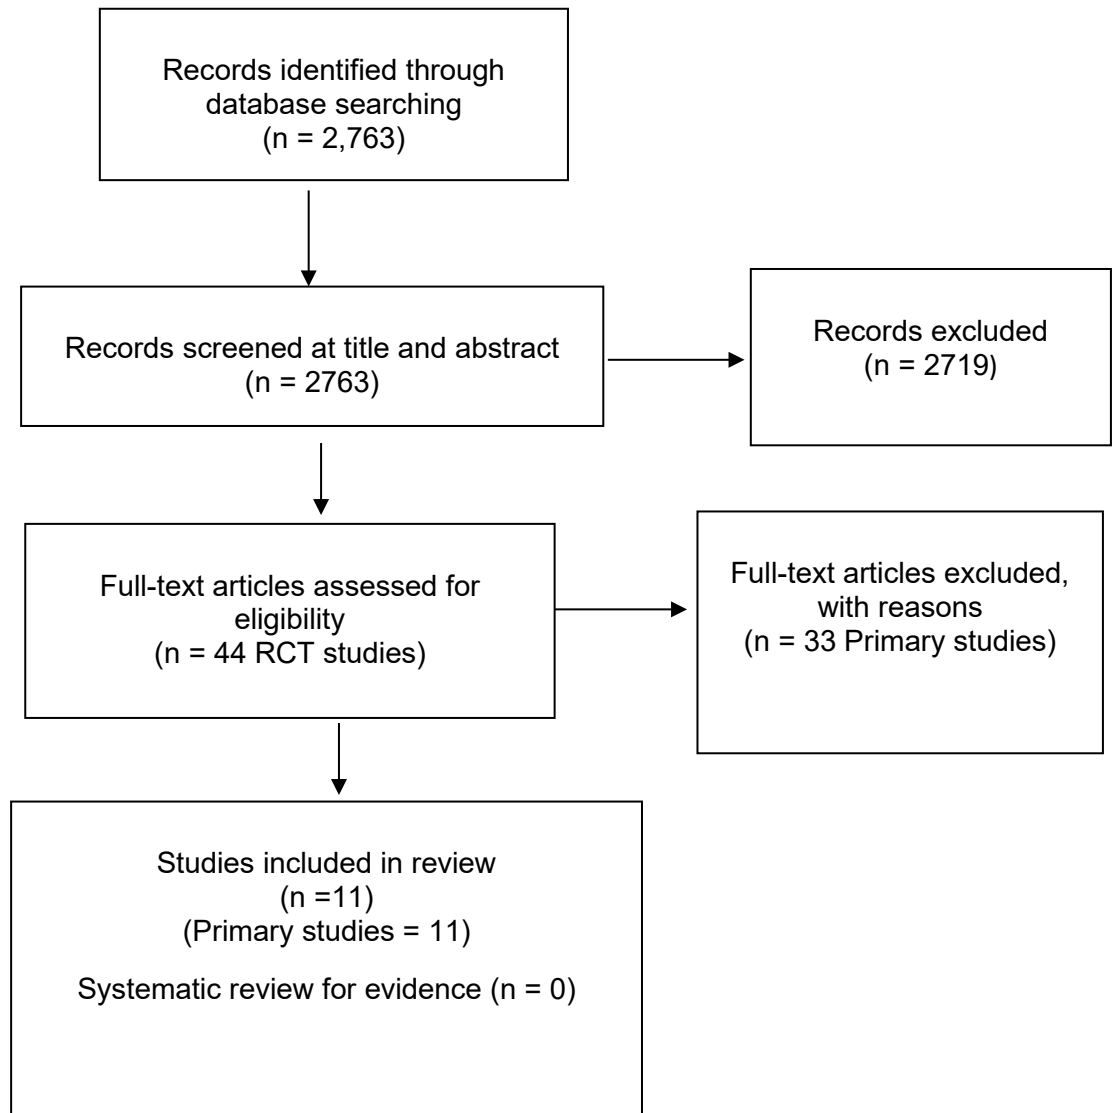 Records identified through
database searching
(n = 2,763)
Records screened at title and abstract
(n = 2763)
Records excluded
(n = 2719)
Full-text articles assessed for
eligibility
(n = 44 RCT studies)
Full-text articles excluded,
with reasons
(n = 33 Primary studies)
Studies included in review
(n =11)
(Primary studies = 11)
Systematic review for evidence (n = 0)